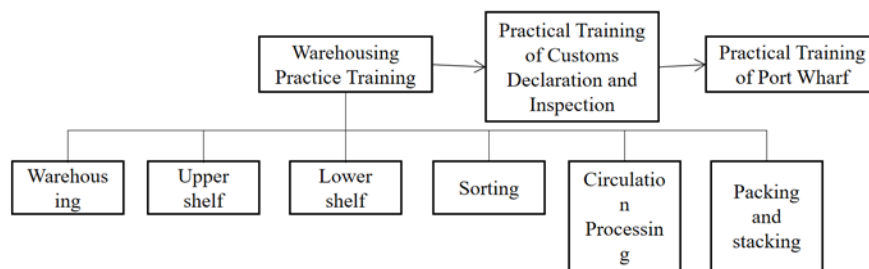 Warehousing
Practice Training
Practical Training
of Customs
Declaration and
Inspection
Practical Training
of Port Wharf
Warehous
ing
Upper
shelf
Lower
shelf
Sorting
Circulatio
n
Processin
g
Packing
and
stacking